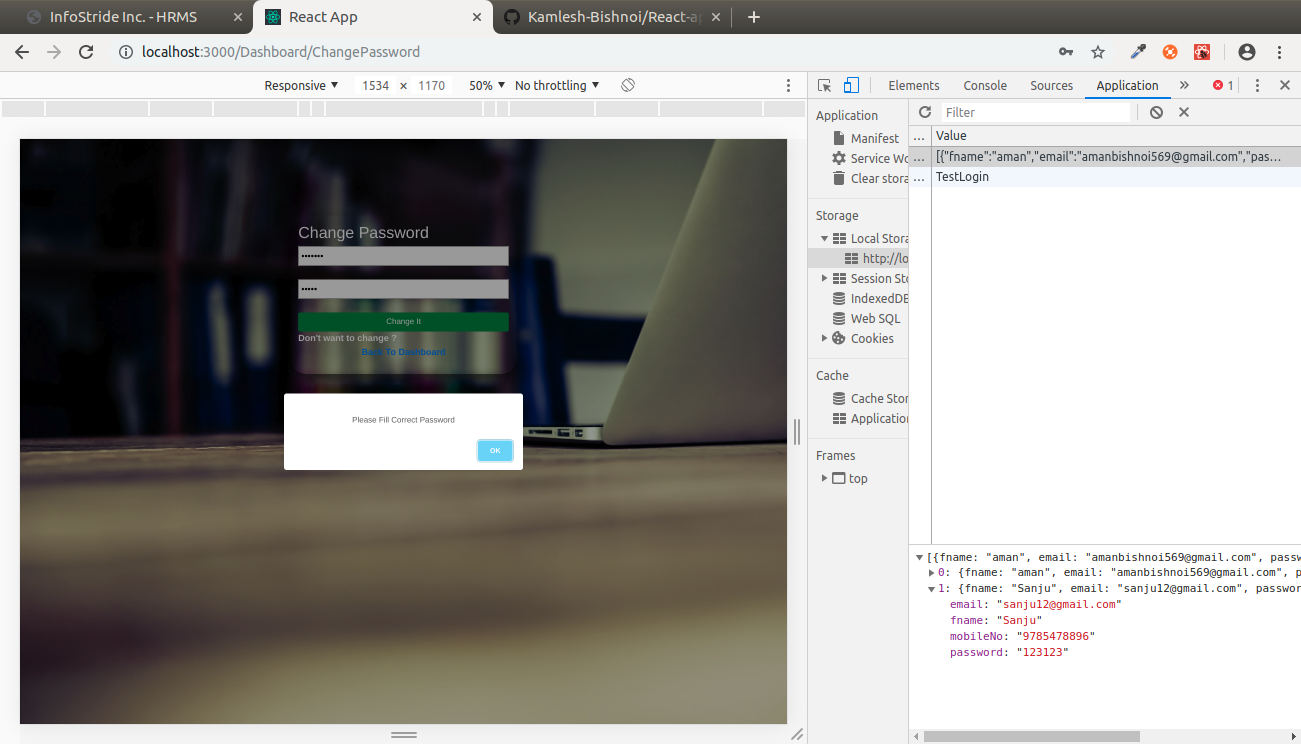 InfoStride Inc. - HRMS
React App
Kamlesh-Bishnoi/React-ap
localhost:3000/Dashboard/ChangePassword
Responsive
1534 × 1170
50%
No throttling
Elements
Console
Sources
Application
1
Application
Manifest
Service Wo
Clear stora
Storage
Local Stora
http://lo
Session Sto
IndexedDB
Web SQL
Cookies
Cache
Cache Stor
Application
Frames
top
Filter
... Value
... [{"fname":"aman","email":"amanbishnoi569@gmail.com","pas...
... TestLogin
[{fname: "aman", email: "amanbishnoi569@gmail.com", passw
0: {fname: "aman", email: "amanbishnoi569@gmail.com", p
1: {fname: "Sanju", email: "sanju12@gmail.com", passwor
email: "sanju12@gmail.com"
fname: "Sanju"
mobileNo: "9785478896"
password: "123123"
Change Password
•••••••
•••••
Change It
Don't want to change ?
Back To Dashboard
Please Fill Correct Password
OK